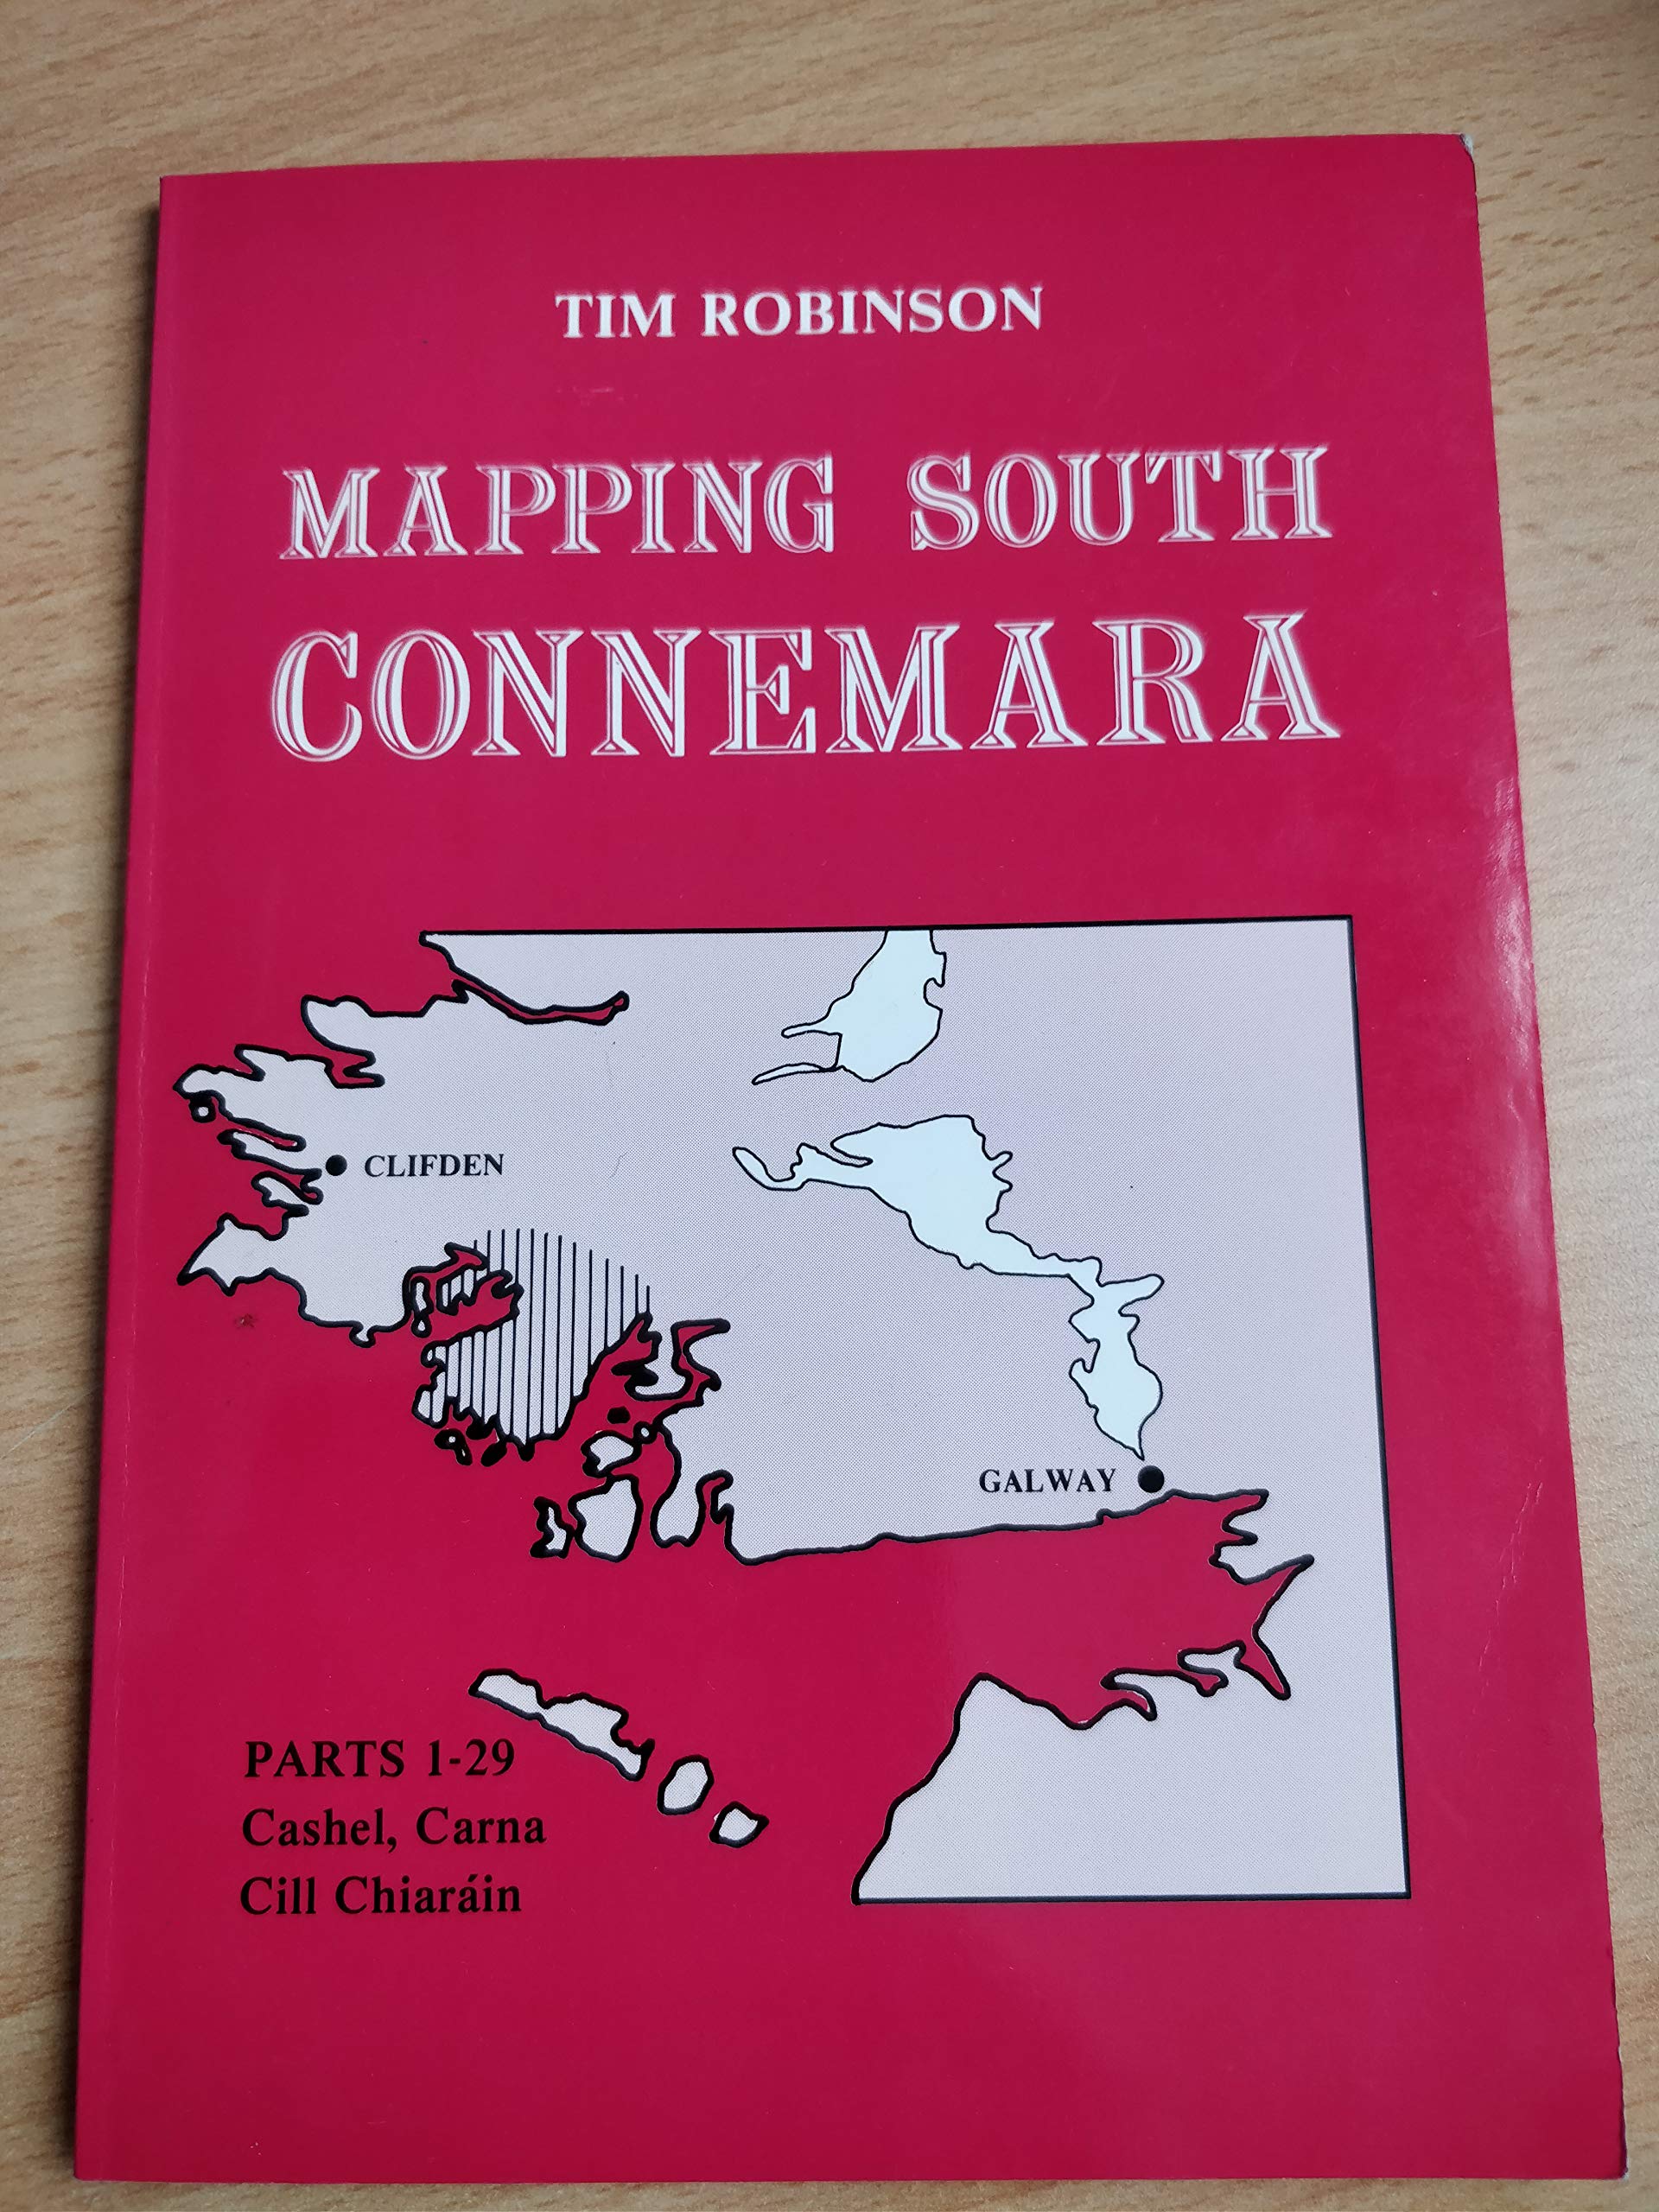 TIM ROBINSON
MAPPING SOUTH
CONNEMARA
CLIFDEN
GALWAY
PARTS 1-29
Cashel, Carna
Cill Chiaráin